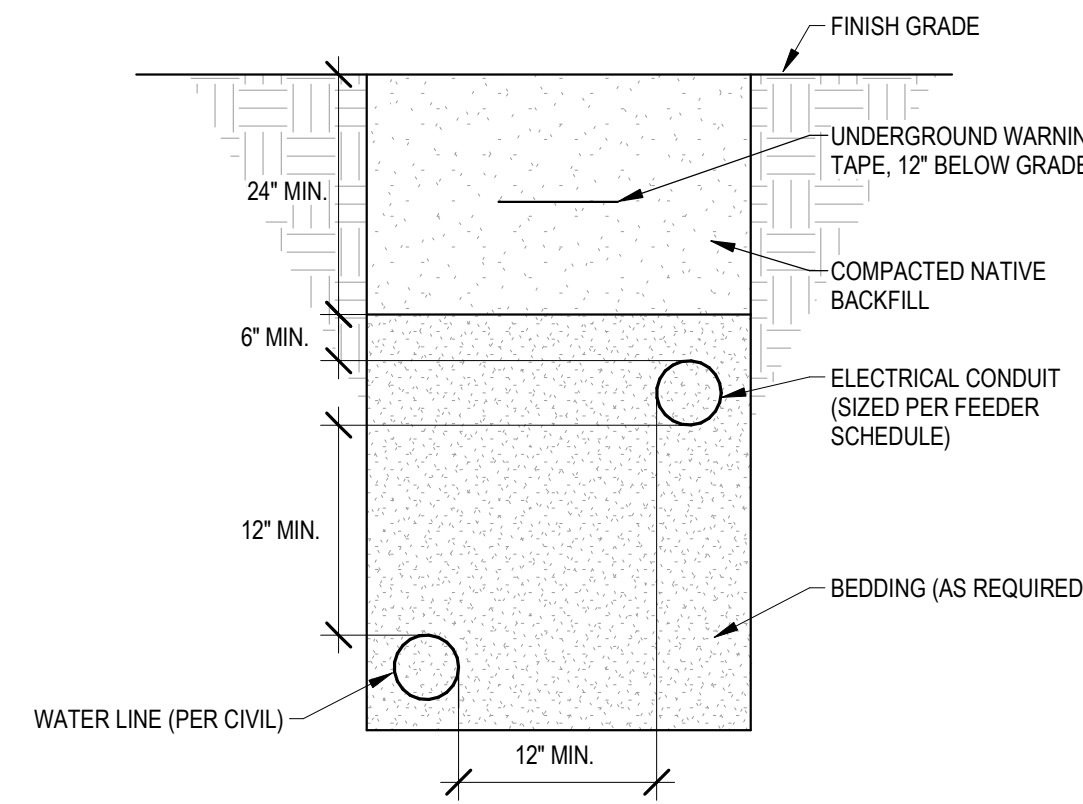 FINISH GRADE
UNDERGROUND WARNIN
TAPE, 12" BELOW GRADE
24" MIN.
COMPACTED NATIVE
BACKFILL
6" MIN.
ELECTRICAL CONDUIT
(SIZED PER FEEDER
SCHEDULE)
12" MIN.
BEDDING (AS REQUIRED
WATER LINE (PER CIVIL)
12" MIN.